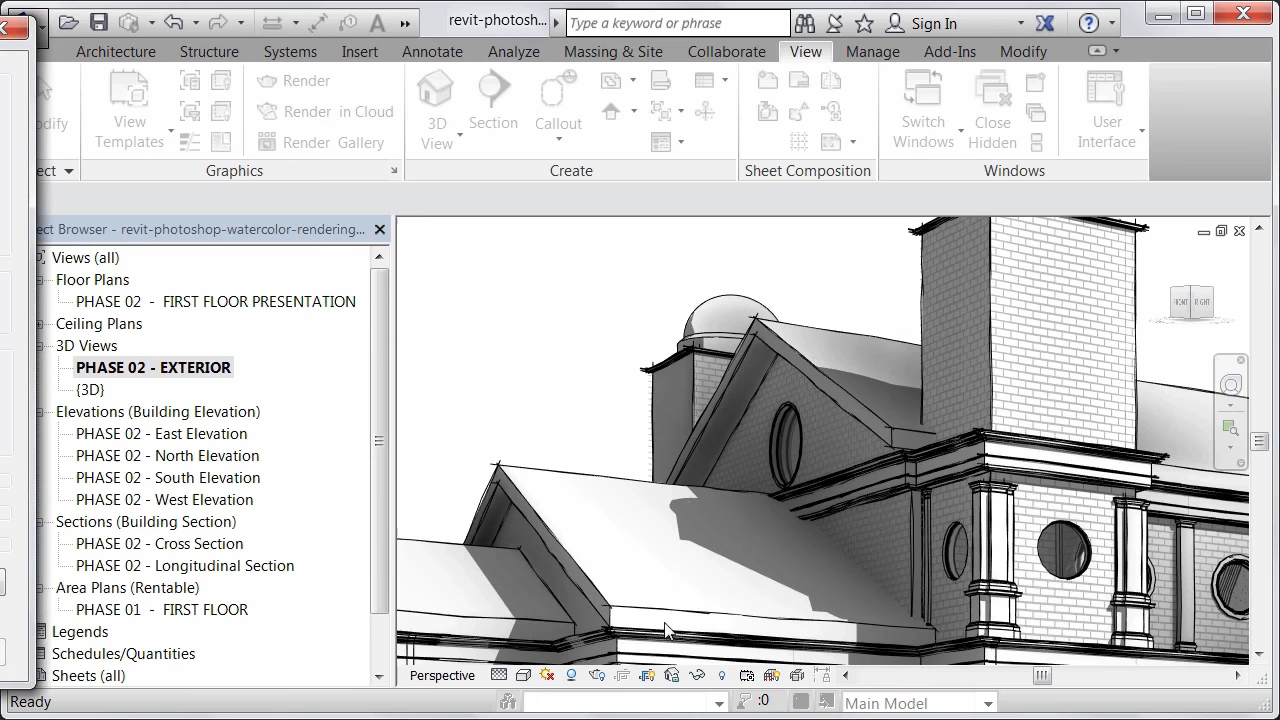 revit-photosh...
Type a keyword or phrase
Sign In
Architecture
Structure
Systems
Insert
Annotate
Analyze
Massing & Site
Collaborate
View
Manage
Add-Ins
Modify
odify
View
Templates
Render
Render in Cloud
Render Gallery
3D
View
Section
Callout
Switch
Windows
Close
Hidden
User
Interface
ect
Graphics
Create
Sheet Composition
Windows
ect Browser - revit-photoshop-watercolor-rendering...
Views (all)
Floor Plans
PHASE 02 - FIRST FLOOR PRESENTATION
Ceiling Plans
3D Views
PHASE 02 - EXTERIOR
{3D}
Elevations (Building Elevation)
PHASE 02 - East Elevation
PHASE 02 - North Elevation
PHASE 02 - South Elevation
PHASE 02 - West Elevation
Sections (Building Section)
PHASE 02 - Cross Section
PHASE 02 - Longitudinal Section
Area Plans (Rentable)
PHASE 01 - FIRST FLOOR
Legends
Schedules/Quantities
Sheets (all)
FRONT
RIGHT
Perspective
Ready
:0
Main Model